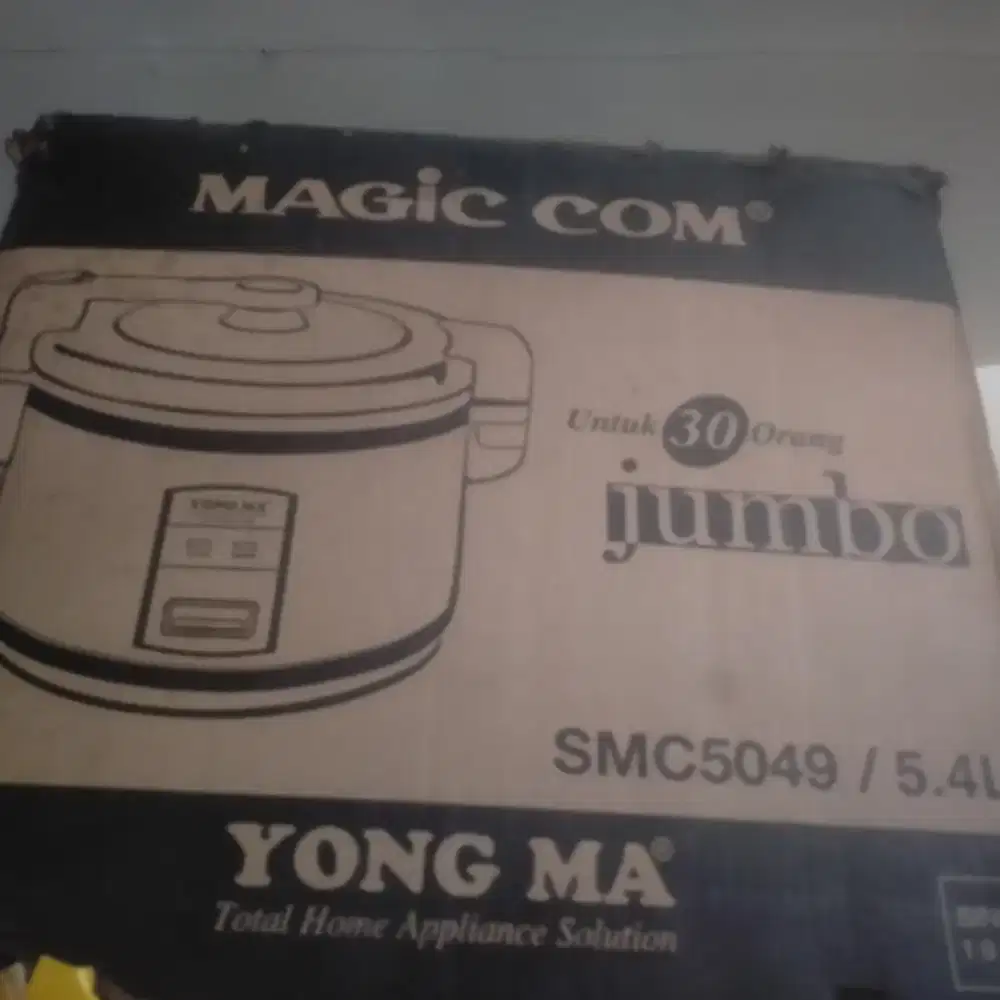 MAGiC COM®
YONG MA
Untuk 30 Orang
jumbo
SMC5049 / 5.4L
YONG MA®
Total Home Appliance Solution